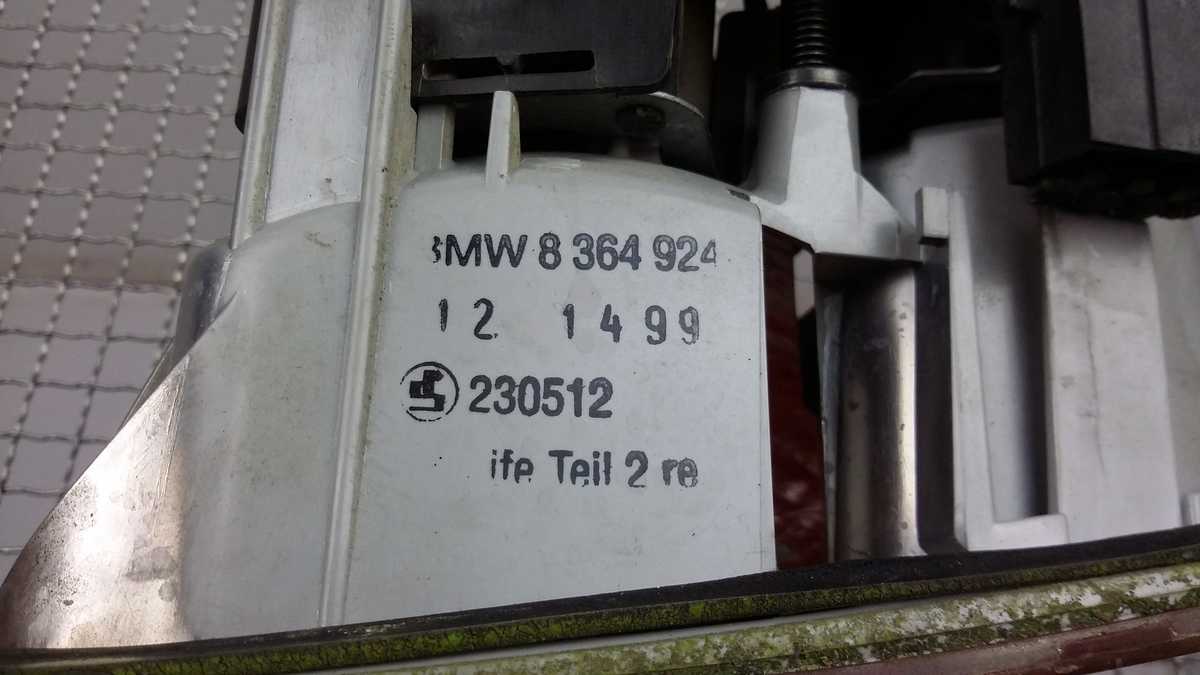 BMW 8 364 924
12 1499
230512
ife Teil 2 re